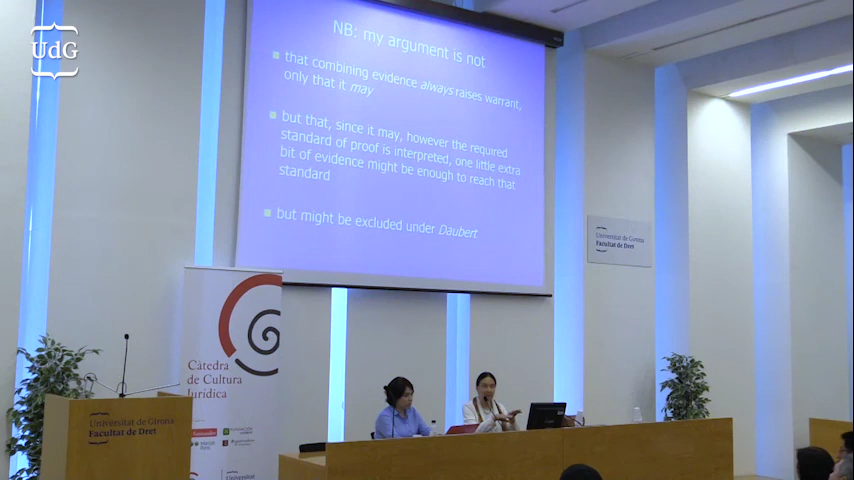 UdG
NB: my argument is not
that combining evidence always raises warrant,
only that it may
but that, since it may, however the required
standard of proof is interpreted, one little extra
bit of evidence might be enough to reach that
standard
but might be excluded under Daubert
Universitat de Girona
Facultat de Dret
Càtedra
de Cultura
Jurídica
Universitat de Girona
Facultat de Dret